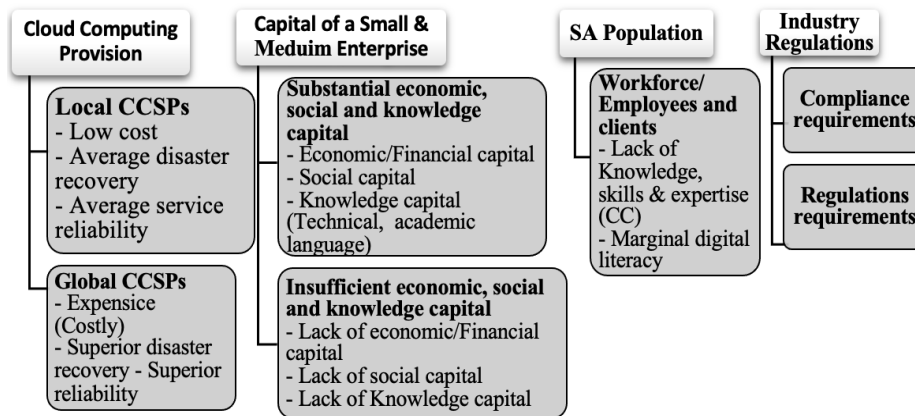 Cloud Computing
Provision
Local CCSPs
- Low cost
- Average disaster
recovery
- Average service
reliability
Global CCSPs
- Expensice
(Costly)
- Superior disaster
recovery - Superior
reliability
Capital of a Small &
Meduim Enterprise
Substantial economic,
social and knowledge
capital
- Economic/Financial capital
- Social capital
- Knowledge capital
(Technical, academic
language)
Insufficient economic, social
and knowledge capital
- Lack of economic/Financial
capital
- Lack of social capital
- Lack of Knowledge capital
SA Population
Workforce/
Employees and
clients
- Lack of
Knowledge,
skills & expertise
(CC)
- Marginal digital
literacy
Industry
Regulations
Compliance
requirements
Regulations
requirements